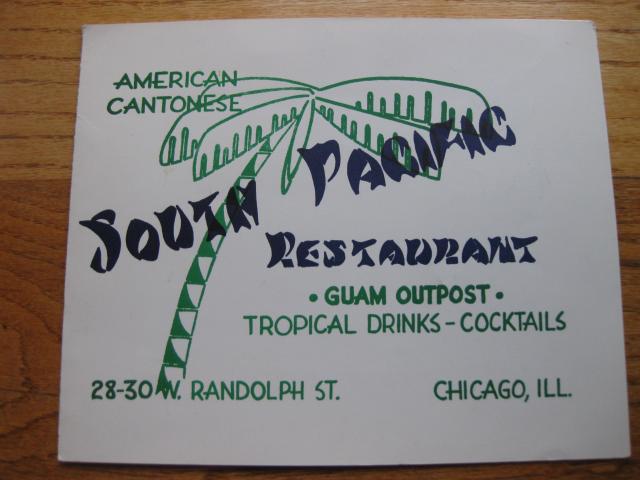 AMERICAN
CANTONESE
SOUTH PACIFIC
RESTAURANT
• GUAM OUTPOST •
TROPICAL DRINKS - COCKTAILS
28-30 W. RANDOLPH ST. CHICAGO, ILL.